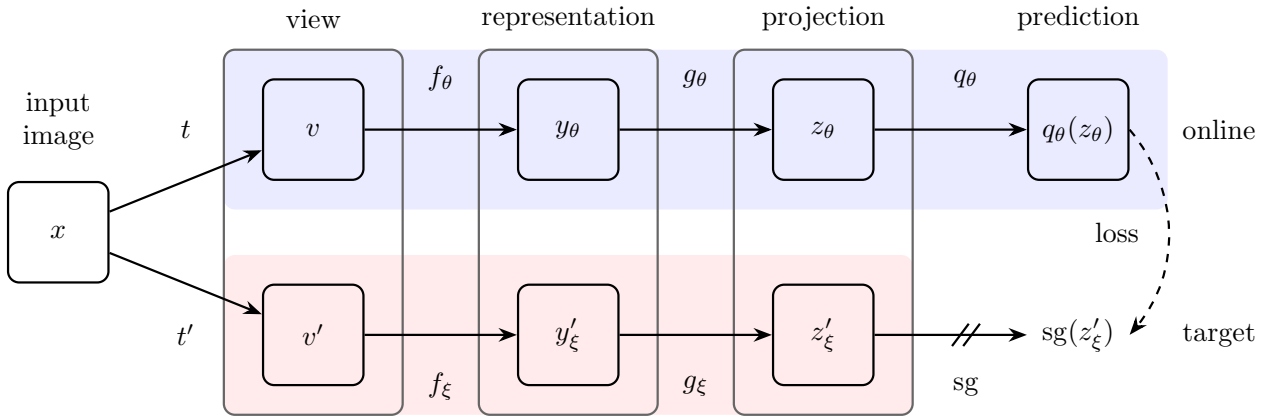 view representation projection prediction
input
image
t f_θ g_θ q_θ
v y_θ z_θ q_θ(z_θ) online
x
loss
v′ y′_ξ z′_ξ sg(z′_ξ) target
t′ f_ξ g_ξ sg